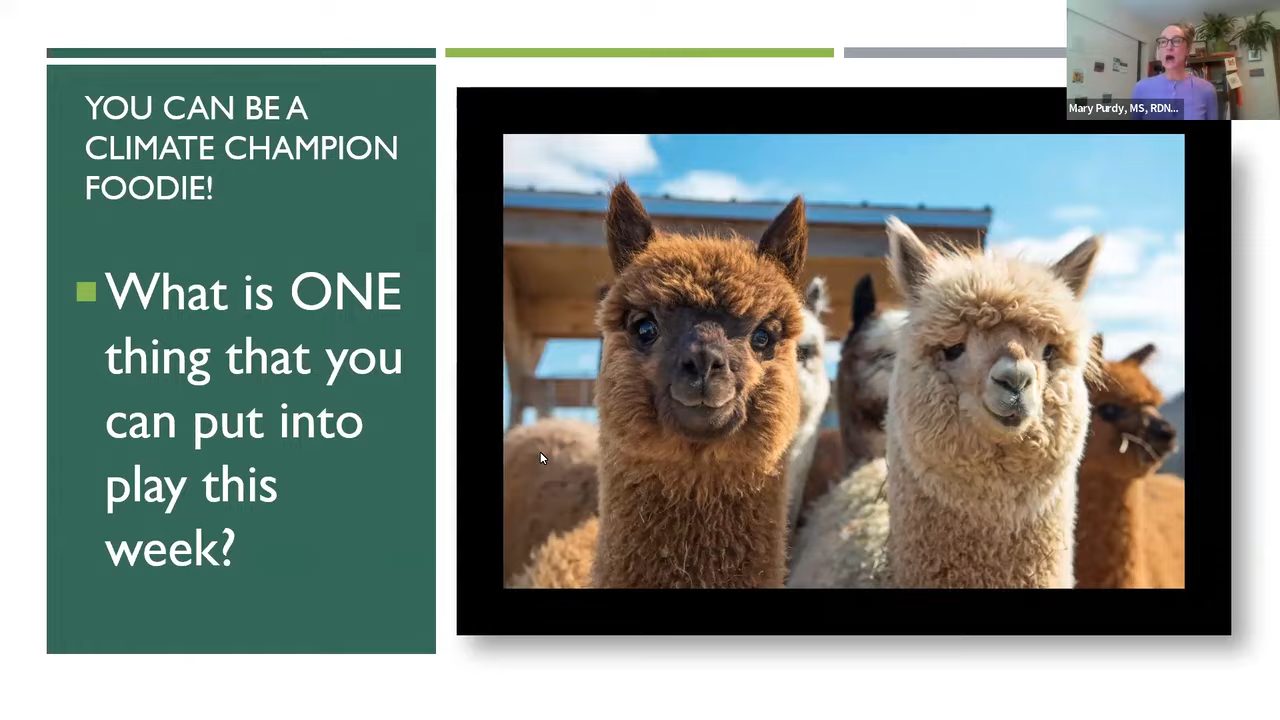 YOU CAN BE A
CLIMATE CHAMPION
FOODIE!
What is ONE
thing that you
can put into
play this
week?
Mary Purdy, MS, RDN...